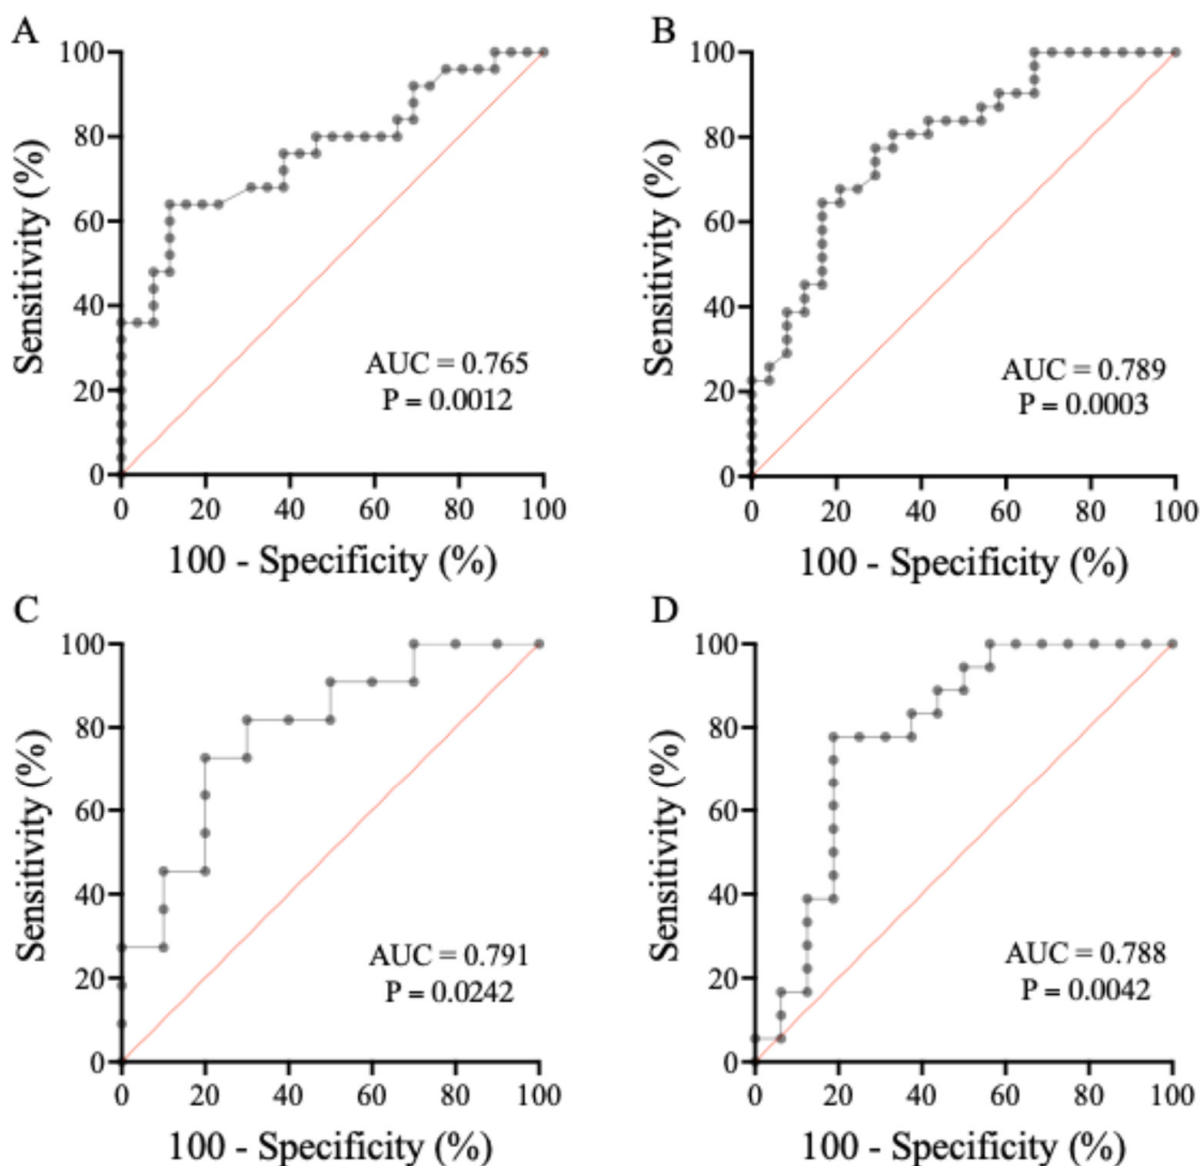 A
100
80
60
40
20
0
Sensitivity (%)
AUC = 0.765
P = 0.0012
0 20 40 60 80 100
100 - Specificity (%)
B
100
80
60
40
20
0
Sensitivity (%)
AUC = 0.789
P = 0.0003
0 20 40 60 80 100
100 - Specificity (%)
C
100
80
60
40
20
0
Sensitivity (%)
AUC = 0.791
P = 0.0242
0 20 40 60 80 100
100 - Specificity (%)
D
100
80
60
40
20
0
Sensitivity (%)
AUC = 0.788
P = 0.0042
0 20 40 60 80 100
100 - Specificity (%)